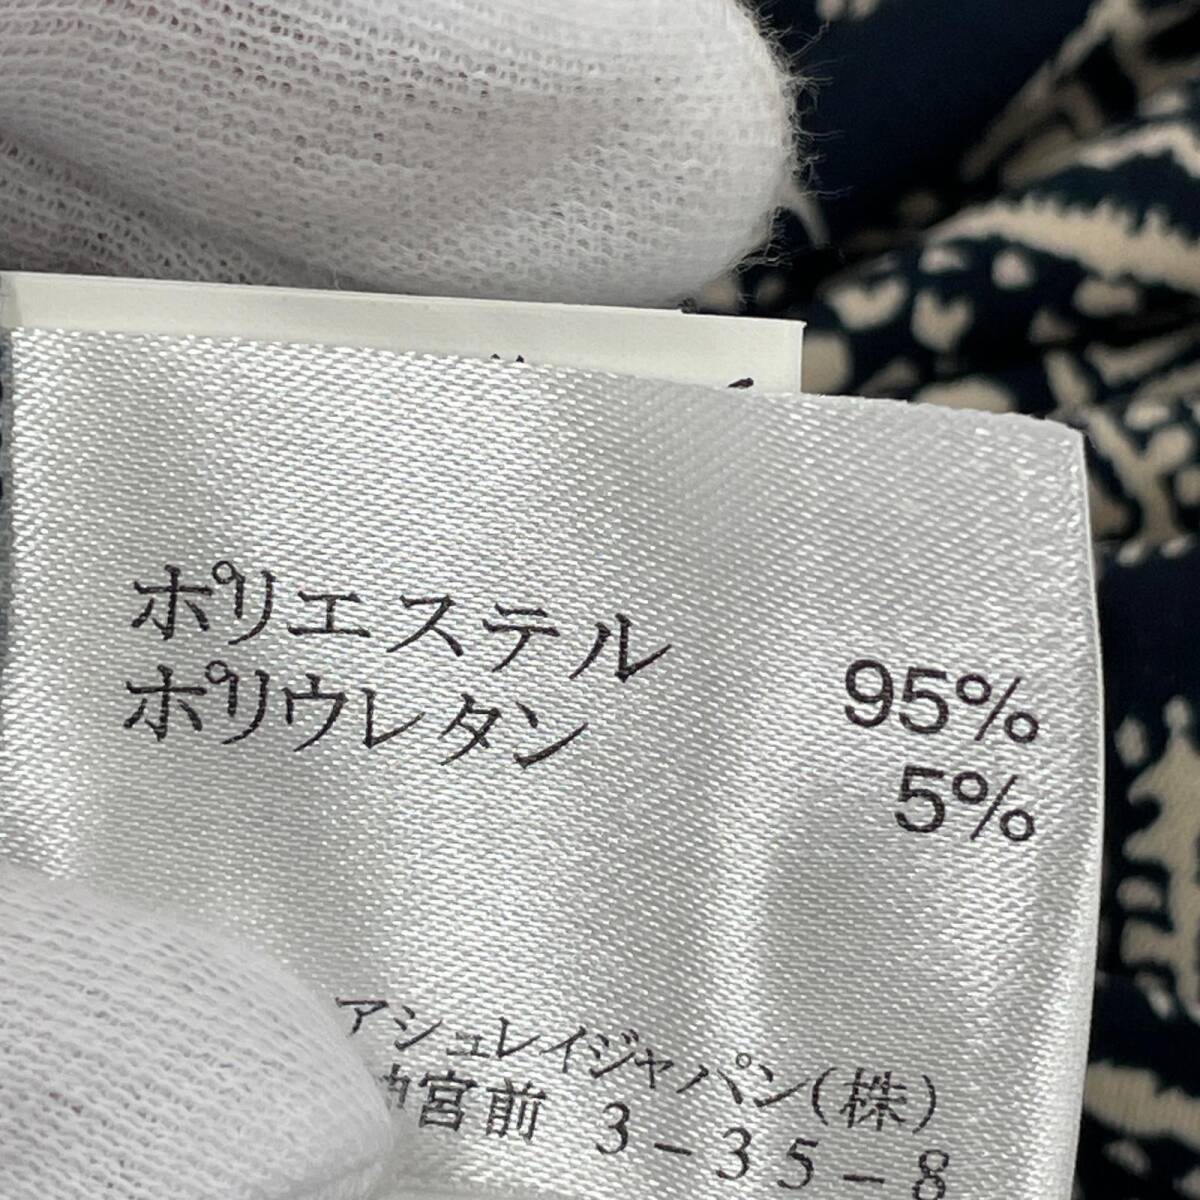 ポリエステル 95%
ポリウレタン 5%
アシュレイジャパン(株)
神宮前 3-35-8